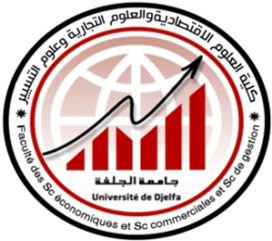 كلية العلوم الاقتصادية والعلوم التجارية وعلوم التسيير
جامعة الجلفة
Université de Djelfa
Faculté des Sc économiques et Sc commerciales et Sc de gestion